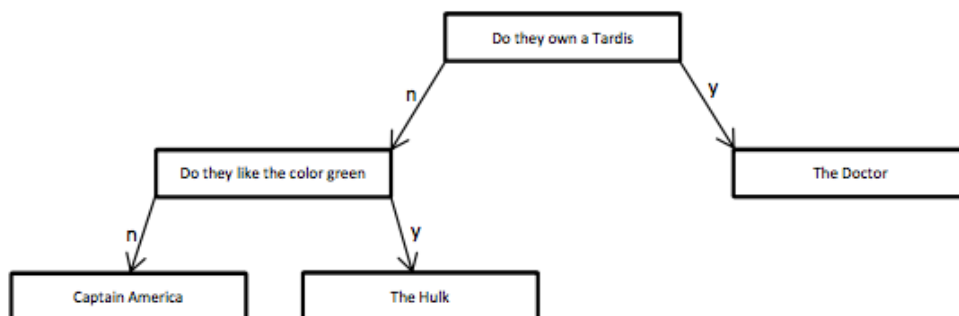 Do they own a Tardis
n
y
Do they like the color green
The Doctor
n
y
Captain America
The Hulk